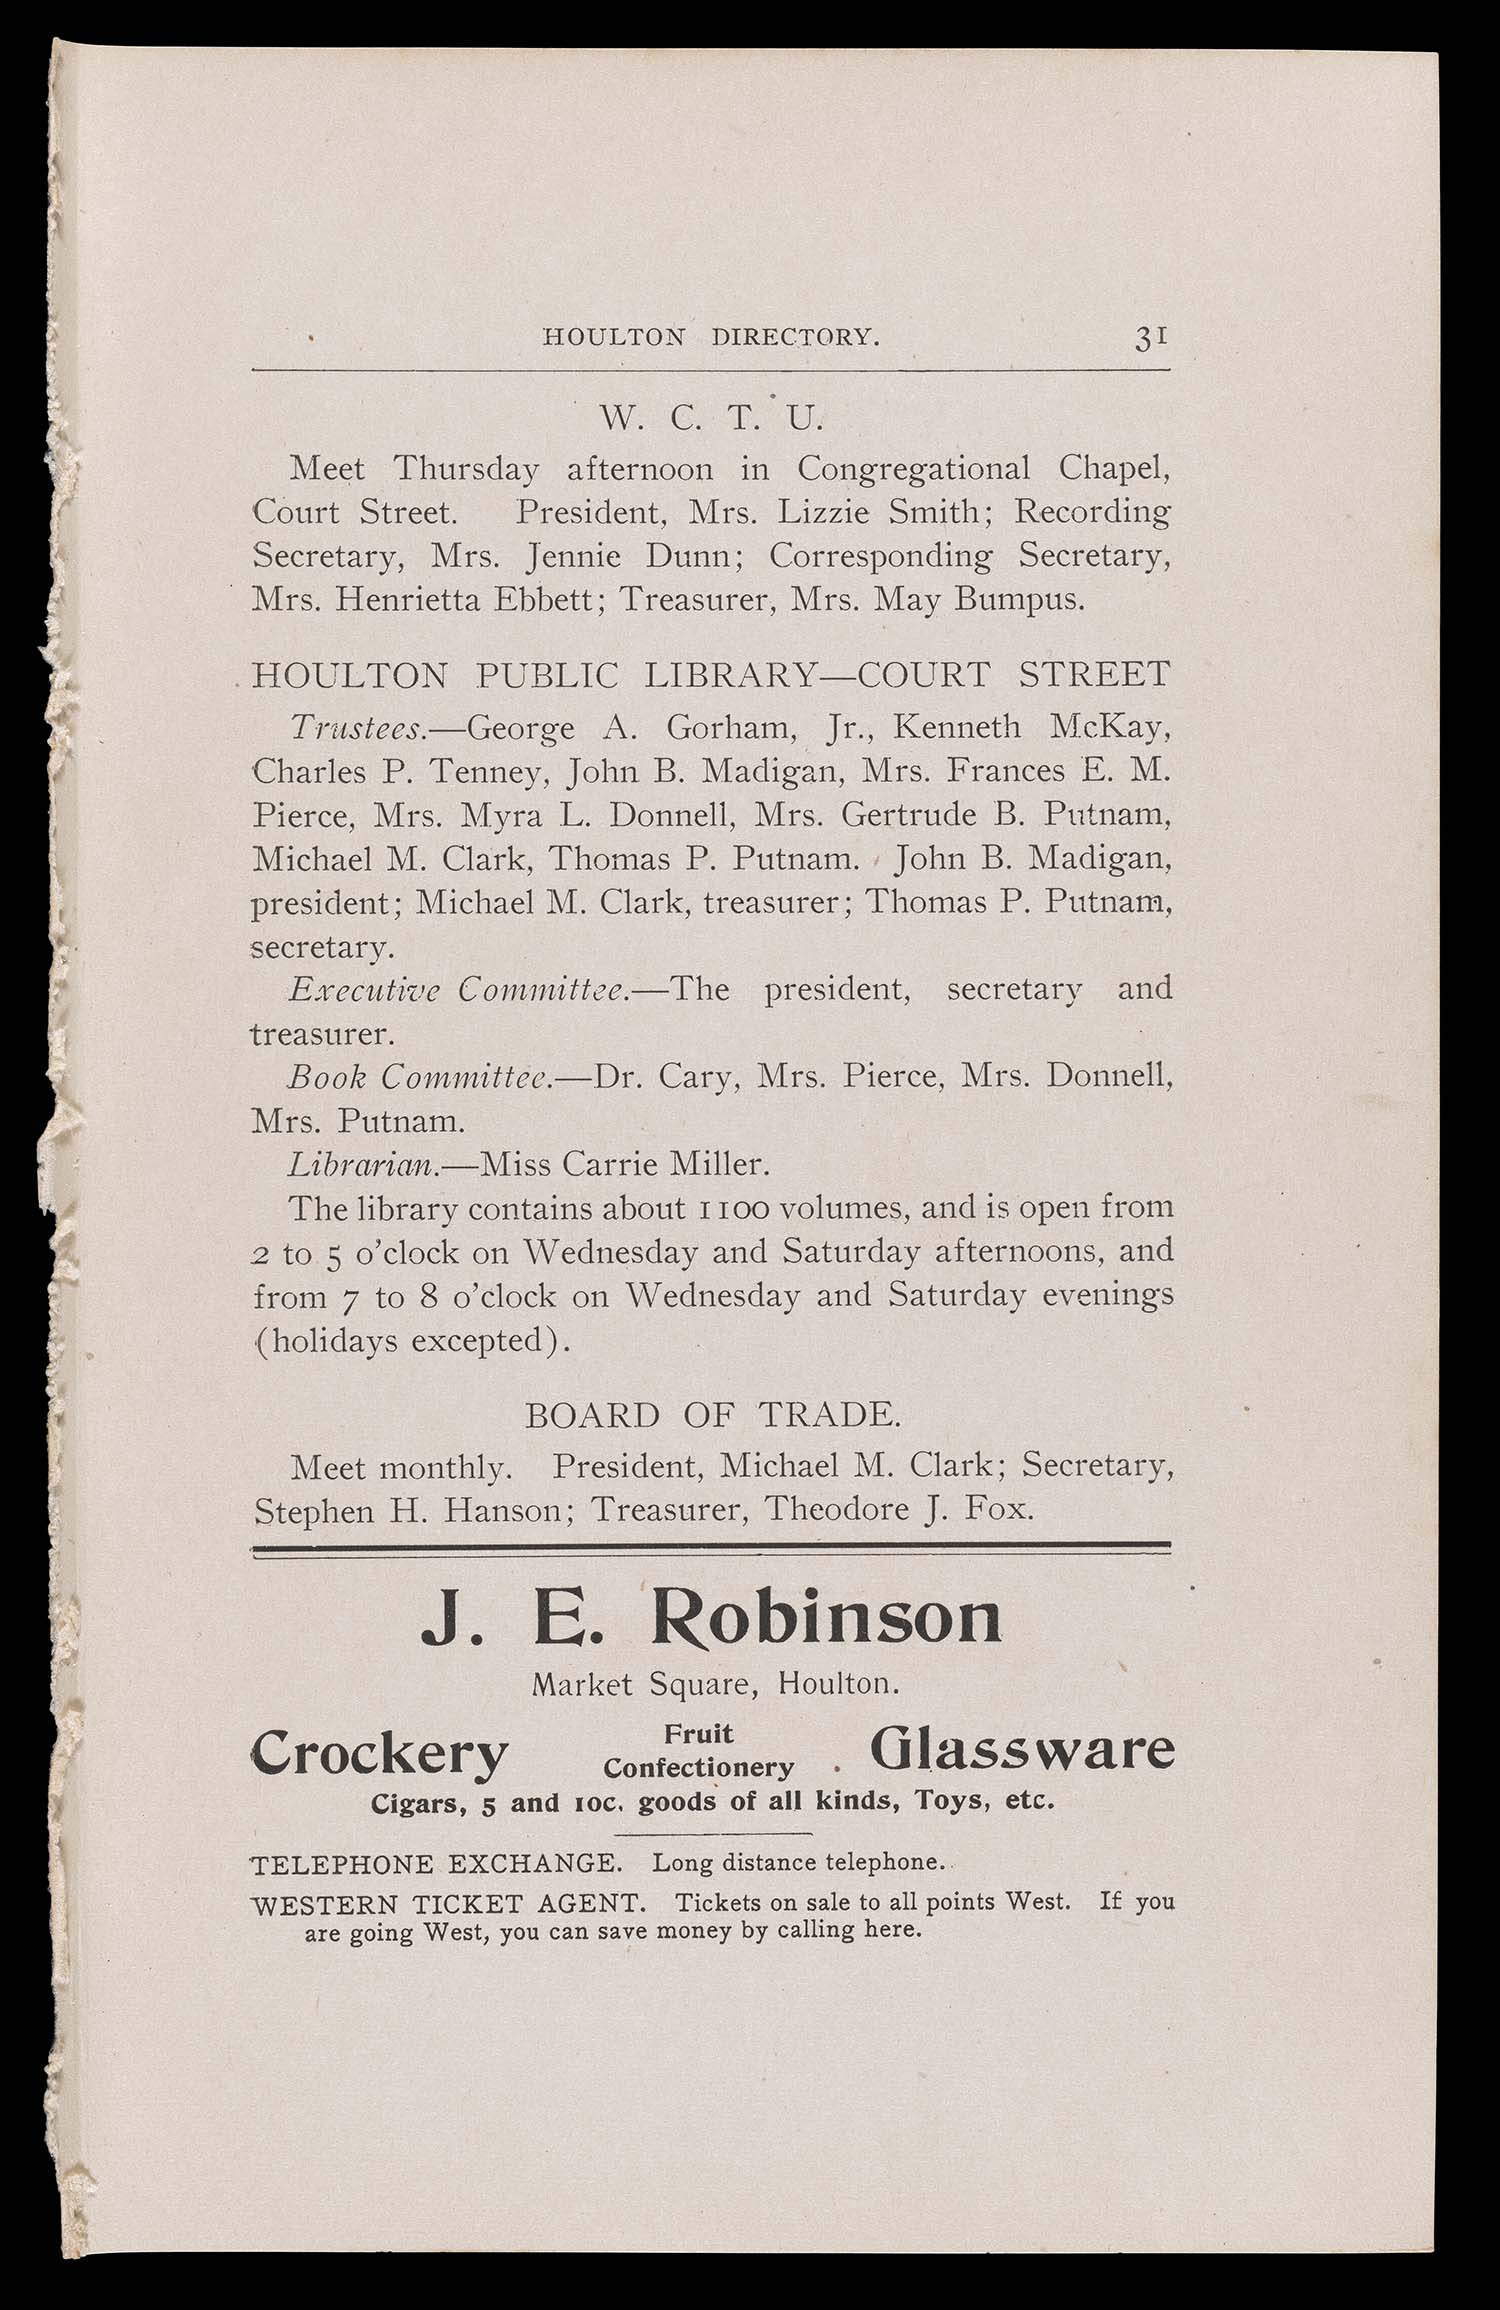 HOULTON DIRECTORY. 31
W. C. T. U.
Meet Thursday afternoon in Congregational Chapel,
Court Street. President, Mrs. Lizzie Smith; Recording
Secretary, Mrs. Jennie Dunn; Corresponding Secretary,
Mrs. Henrietta Ebbett; Treasurer, Mrs. May Bumpus.
HOULTON PUBLIC LIBRARY—COURT STREET
Trustees.—George A. Gorham, Jr., Kenneth McKay,
Charles P. Tenney, John B. Madigan, Mrs. Frances E. M.
Pierce, Mrs. Myra L. Donnell, Mrs. Gertrude B. Putnam,
Michael M. Clark, Thomas P. Putnam. John B. Madigan,
president; Michael M. Clark, treasurer; Thomas P. Putnam,
secretary.
Executive Committee.—The president, secretary and
treasurer.
Book Committee.—Dr. Cary, Mrs. Pierce, Mrs. Donnell,
Mrs. Putnam.
Librarian.—Miss Carrie Miller.
The library contains about 1100 volumes, and is open from
2 to 5 o'clock on Wednesday and Saturday afternoons, and
from 7 to 8 o'clock on Wednesday and Saturday evenings
(holidays excepted).
BOARD OF TRADE.
Meet monthly. President, Michael M. Clark; Secretary,
Stephen H. Hanson; Treasurer, Theodore J. Fox.
J. E. Robinson
Market Square, Houlton.
Crockery Fruit Confectionery Glassware
Cigars, 5 and 10c. goods of all kinds, Toys, etc.
TELEPHONE EXCHANGE. Long distance telephone.
WESTERN TICKET AGENT. Tickets on sale to all points West. If you
are going West, you can save money by calling here.